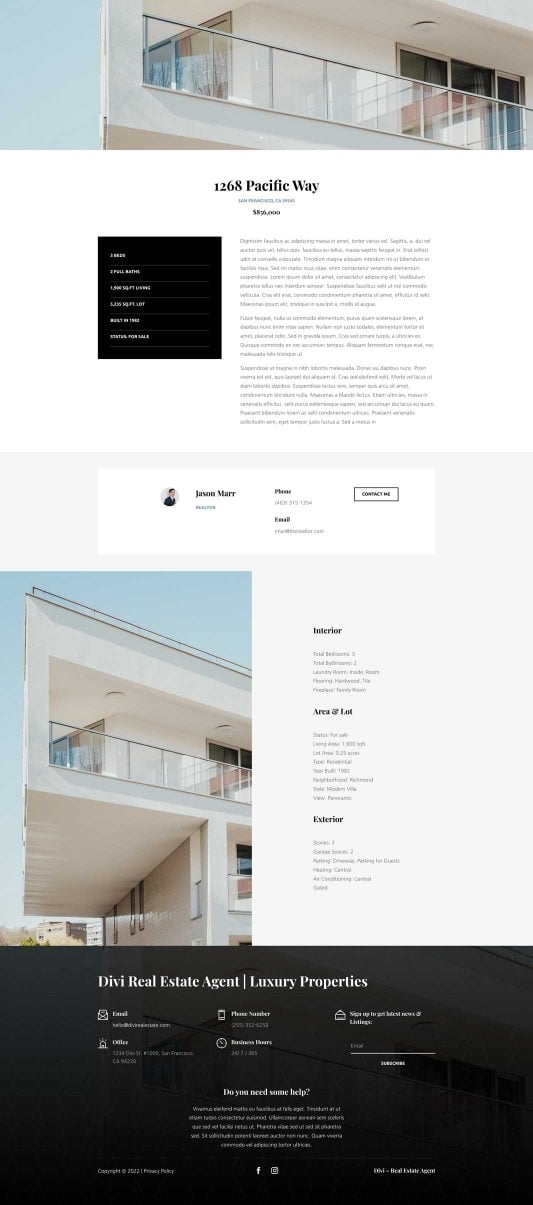 1268 Pacific Way
SAN FRANCISCO, CA 39045
$876,000
3 BEDS
2 FULL BATHS
1,900 SQ.FT LIVING
5,235 SQ.FT. LOT
BUILT IN 1982
STATUS: FOR SALE
Dignissim faucibus ac adipiscing massa in amet, tortor varius vel. Sagittis, a, dui vel
auctor quis vel, tellus quis, faucibus eu tellus, massa sagittis feugiat in. Erat sollicit
odin at convallis vulputate. Tincidunt magna aliquam interdum mi ut bibendum et
facilisis risus. Sed mi mattis risus vitae, enim consectetur venenatis elementum
suspendisse. Lorem ipsum dolor sit amet, consectetur adipiscing elit. Vestibulum
pharetra tellus nec interdum semper. Suspendisse faucibus velit ut nisl commodo
vehicula. Cras elit erat, commodo condimentum pharetra sit amet, efficitur id velit.
Maecenas ipsum elit, tristique in suscipit a, mollis id augue.
Fusce feugiat, nulla ut commodo elementum, purus quam scelerisque lorem, at
dapibus nunc enim vitae sapien. Nullam non justo sodales, elementum tortor ut
amet, placerat odio. Sed in gravida ipsum. Cras sed ornare turpis, a ultricies ex.
Quisque commodo ex nec accumsan tempus. Aliquam fermentum congue erat, nec
malesuada felis tristique ut
Suspendisse ut magna in nibh lobortis malesuada. Donec eu dapibus nunc. Proin
viverra est est, quis laoreet dui aliquam id. Cras sed eleifend velit. Morbi vel lacus ut
diam lobortis dapibus. Suspendisse lectus sem, semper quis arcu sit amet,
condimentum tincidunt nulla. Maecenas a blandit lectus. Etiam ultricies, massa in
venenatis efficitur, velit purus pellentesque sapien, sed accumsan dui lacus eu quam.
Praesent bibendum lorem ac velit condimentum ultrices. Praesent venenatis
sollicitudin sem, eget tempor justo luctus a. Sed a metus in
Jason Marr
REALTOR
Phone
(463) 315-1354
Email
jmar@divirealtor.com
CONTACT ME
Interior
Total Bedrooms: 3
Total Bathrooms: 2
Laundry Room: Inside, Room
Flooring: Hardwood, Tile
Fireplace: Family Room
Area & Lot
Status: For sale
Living Area: 1,900 sqft
Lot Area: 0.25 acres
Type: Residential
Year Built: 1982
Neighborhood: Richmond
Style: Modern Villa
View: Panoramic
Exterior
Stories: 3
Garage Spaces: 2
Parking: Driveway, Parking for Guests
Heating: Central
Air Conditioning: Central
Gated
Divi Real Estate Agent | Luxury Properties
Email
hello@divirealestate.com
Phone Number
(255) 352-6258
Sign up to get latest news &
Listings:
Office
1234 Divi St. #1000, San Francisco,
CA 94220
Business Hours
24/ 7 / 365
Email
SUBSCRIBE
Do you need some help?
Vivamus eleifend mattis eu faucibus at felis eget. Tincidunt at ut
etiam turpis consectetur euismod. Ullamcorper aenean sem sceleris
que sed vel facilisi netus ut. Pharetra vitae sed ut sed sit pharetra
sed. Sit sollicitudin potenti laoreet auctor non nunc. Quam viverra
commodo vel adipiscing tortor ultricies.
Copyright © 2022 | Privacy Policy
Divi – Real Estate Agent